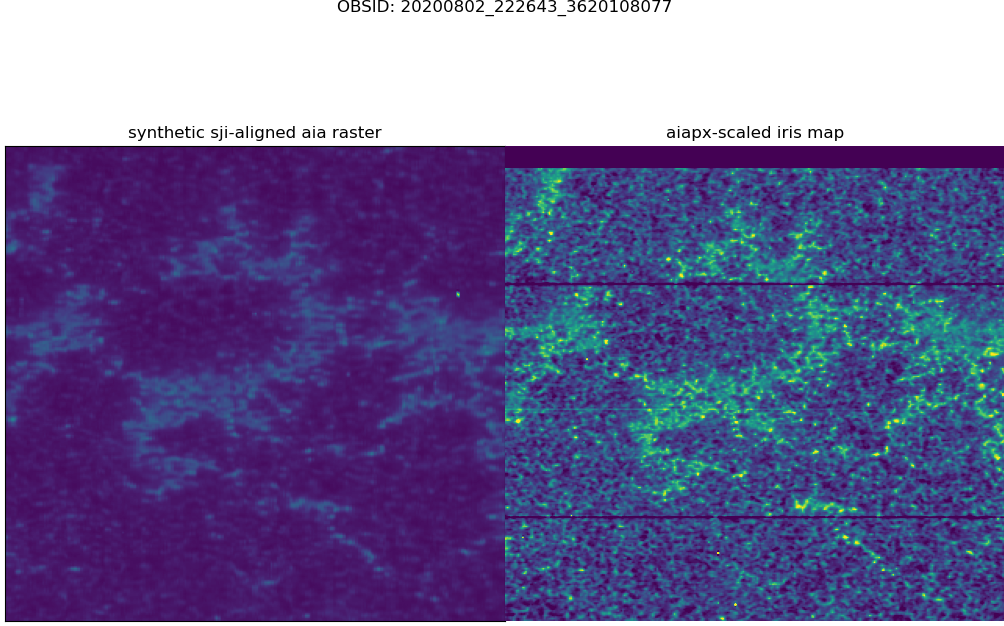 OBSID: 20200802_222643_3620108077
synthetic sji-aligned aia raster
aiapx-scaled iris map